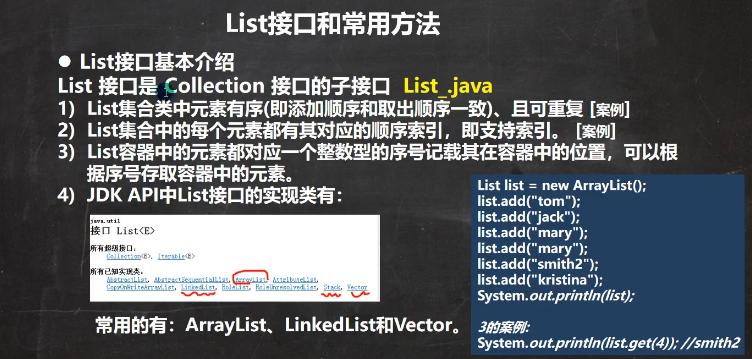 List接口和常用方法
● List接口基本介绍
List 接口是 Collection 接口的子接口 List_.java
1) List集合类中元素有序(即添加顺序和取出顺序一致)、且可重复 [案例]
2) List集合中的每个元素都有其对应的顺序索引，即支持索引。 [案例]
3) List容器中的元素都对应一个整数型的序号记载其在容器中的位置，可以根
据序号存取容器中的元素。
4) JDK API中List接口的实现类有：
java.util
接口 List<E>
所有超级接口：
Collection<E>, Iterable<E>
所有已知实现类：
AbstractList, AbstractSequentialList, ArrayList, AttributeList,
CopyOnWriteArrayList, LinkedList, RoleList, RoleUnresolvedList, Stack, Vector
常用的有：ArrayList、LinkedList和Vector。
List list = new ArrayList();
list.add("tom");
list.add("jack");
list.add("mary");
list.add("mary");
list.add("smith2");
list.add("kristina");
System.out.println(list);
3的案例:
System.out.println(list.get(4)); //smith2